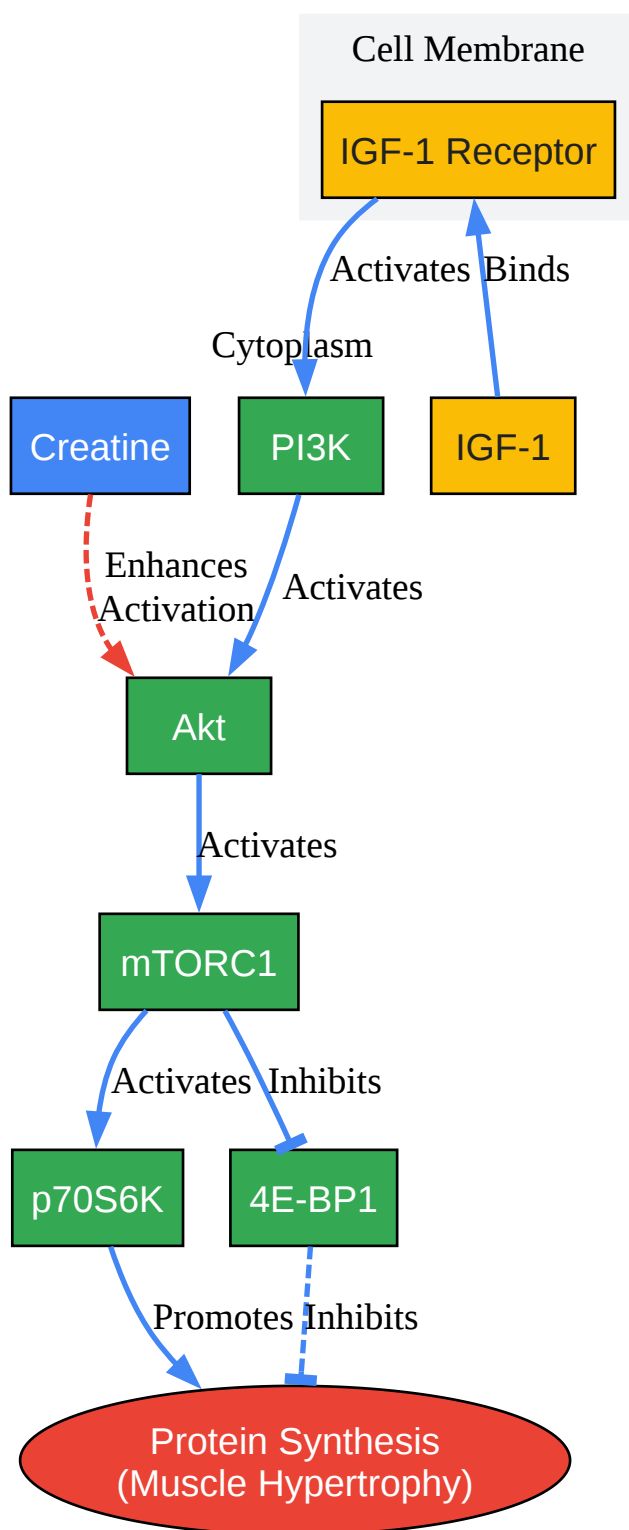 Cell Membrane
IGF-1 Receptor
Activates
Binds
Cytoplasm
Creatine
PI3K
IGF-1
Enhances
Activation
Activates
Akt
Activates
mTORC1
Activates
Inhibits
p70S6K
4E-BP1
Promotes
Inhibits
Protein Synthesis
(Muscle Hypertrophy)